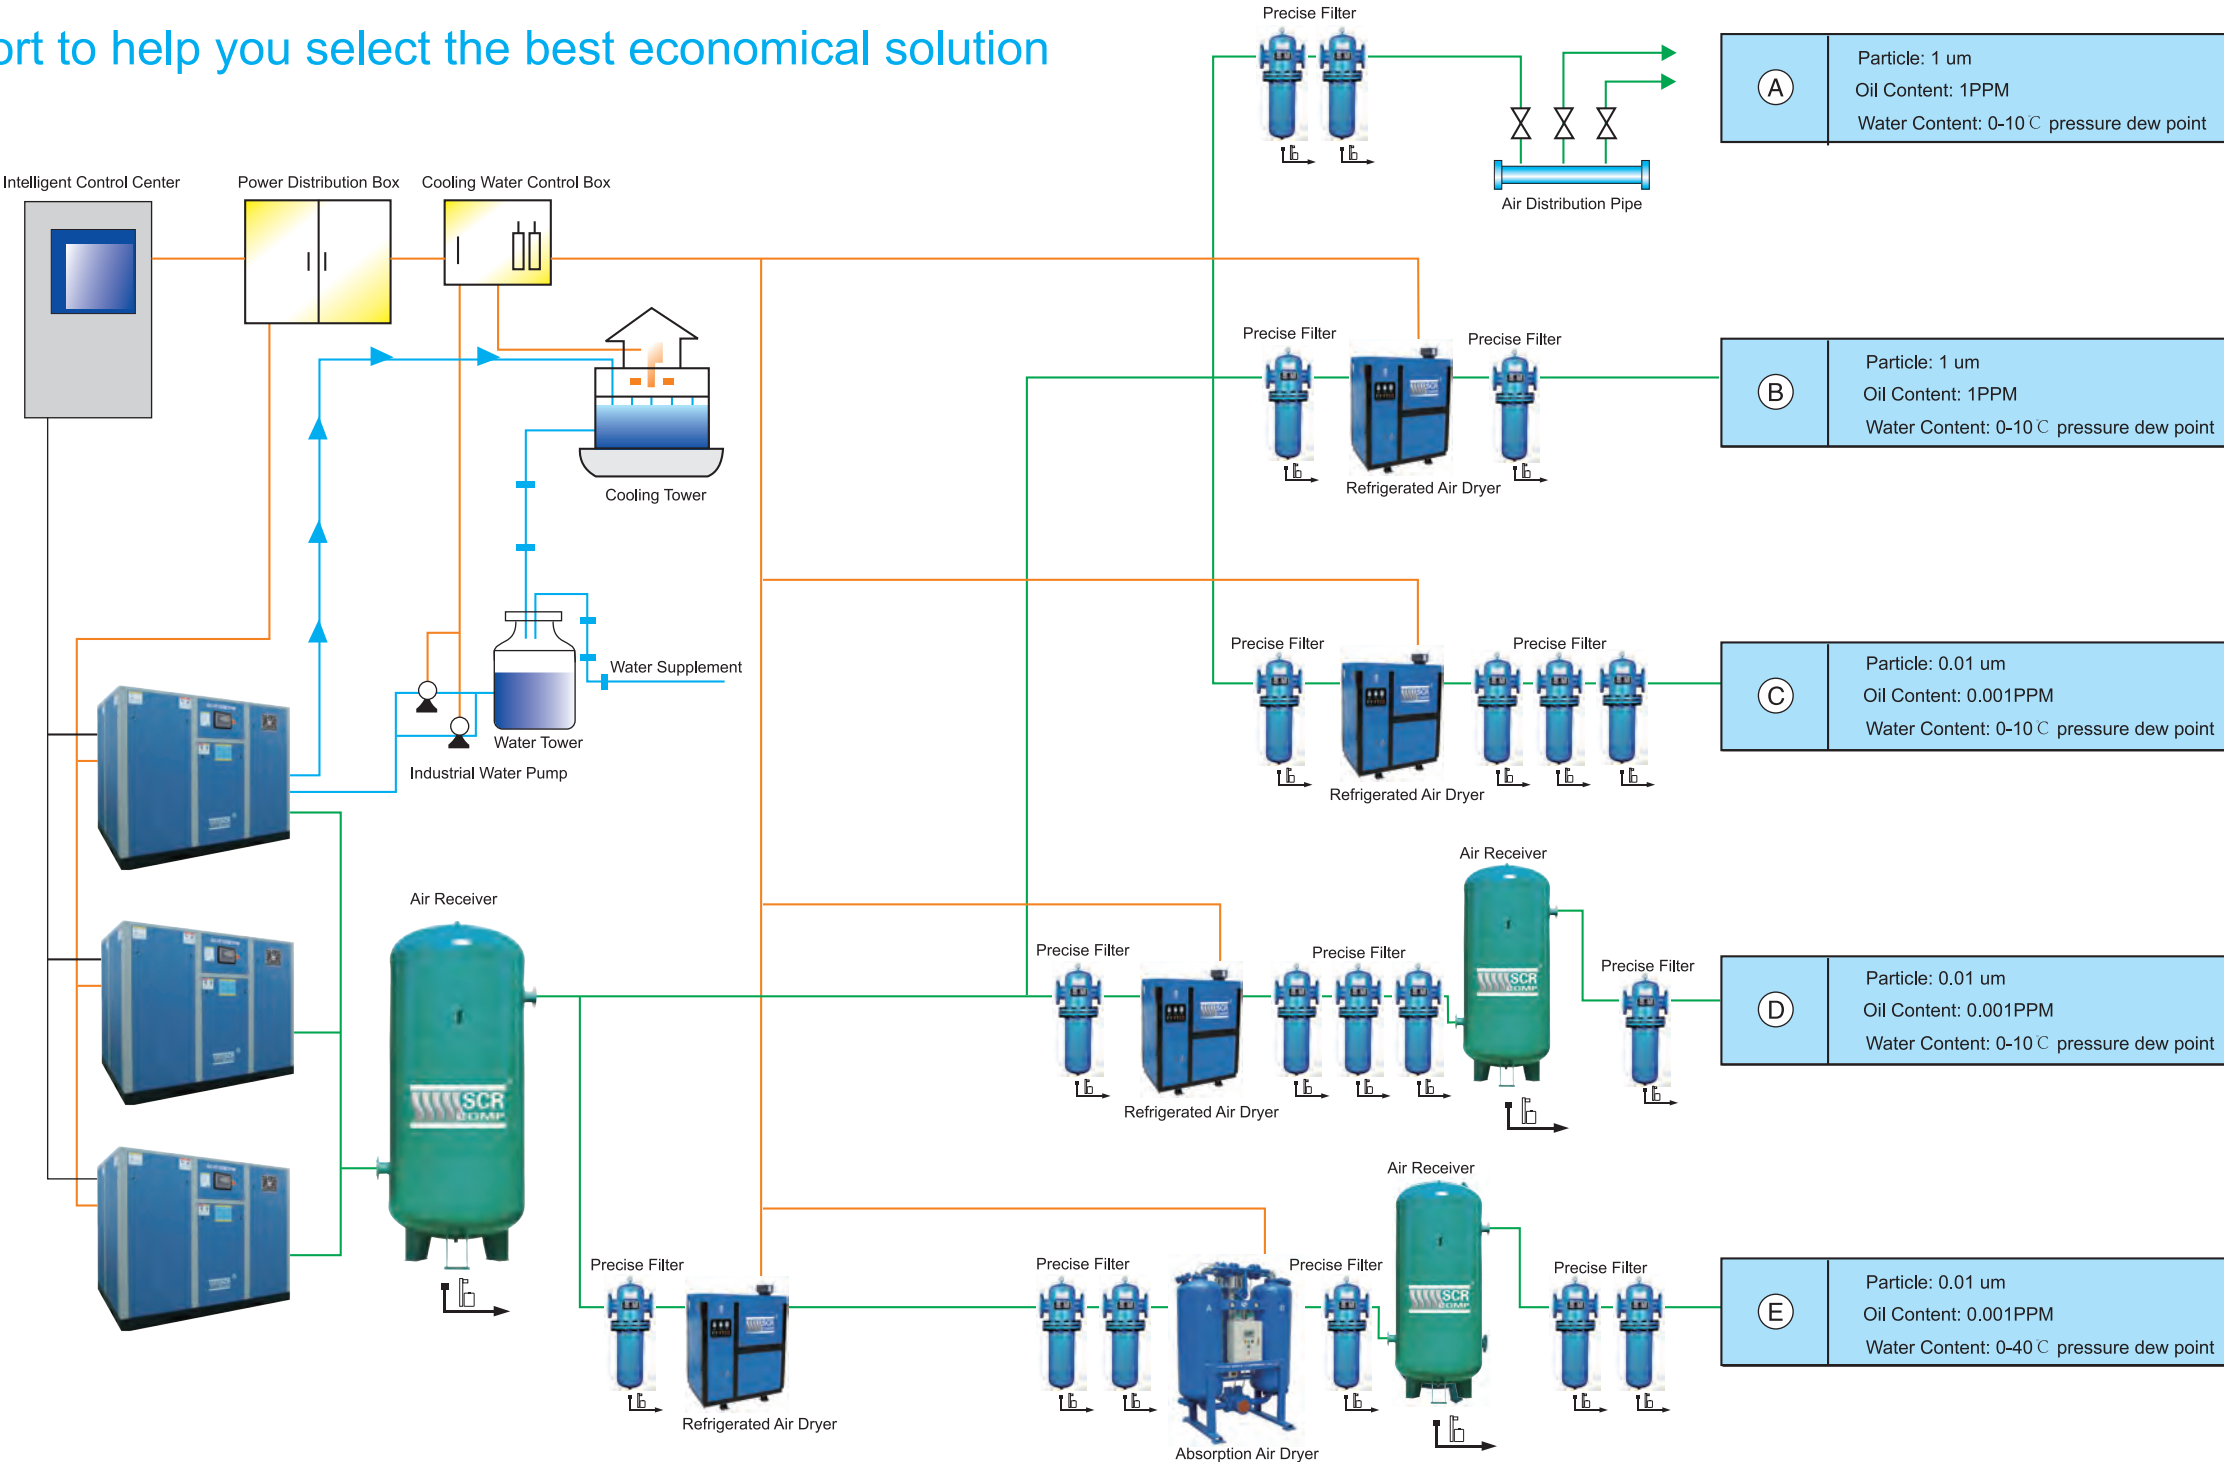 ort to help you select the best economical solution
Precise Filter
Particle: 1 um
A
Oil Content: 1PPM
Water Content: 0-10℃ pressure dew point
Air Distribution Pipe
Intelligent Control Center
Power Distribution Box
Cooling Water Control Box
Precise Filter
Precise Filter
Particle: 1 um
B
Oil Content: 1PPM
Water Content: 0-10℃ pressure dew point
Refrigerated Air Dryer
Cooling Tower
Water Supplement
Water Tower
Industrial Water Pump
Precise Filter
Precise Filter
Particle: 0.01 um
C
Oil Content: 0.001PPM
Water Content: 0-10℃ pressure dew point
Refrigerated Air Dryer
Air Receiver
Air Receiver
SCR
COMP
Precise Filter
Precise Filter
Precise Filter
SCR
COMP
Particle: 0.01 um
D
Oil Content: 0.001PPM
Water Content: 0-10℃ pressure dew point
Refrigerated Air Dryer
Air Receiver
Precise Filter
Precise Filter
Precise Filter
Precise Filter
SCR
COMP
Particle: 0.01 um
E
Oil Content: 0.001PPM
Water Content: 0-40℃ pressure dew point
Refrigerated Air Dryer
Absorption Air Dryer